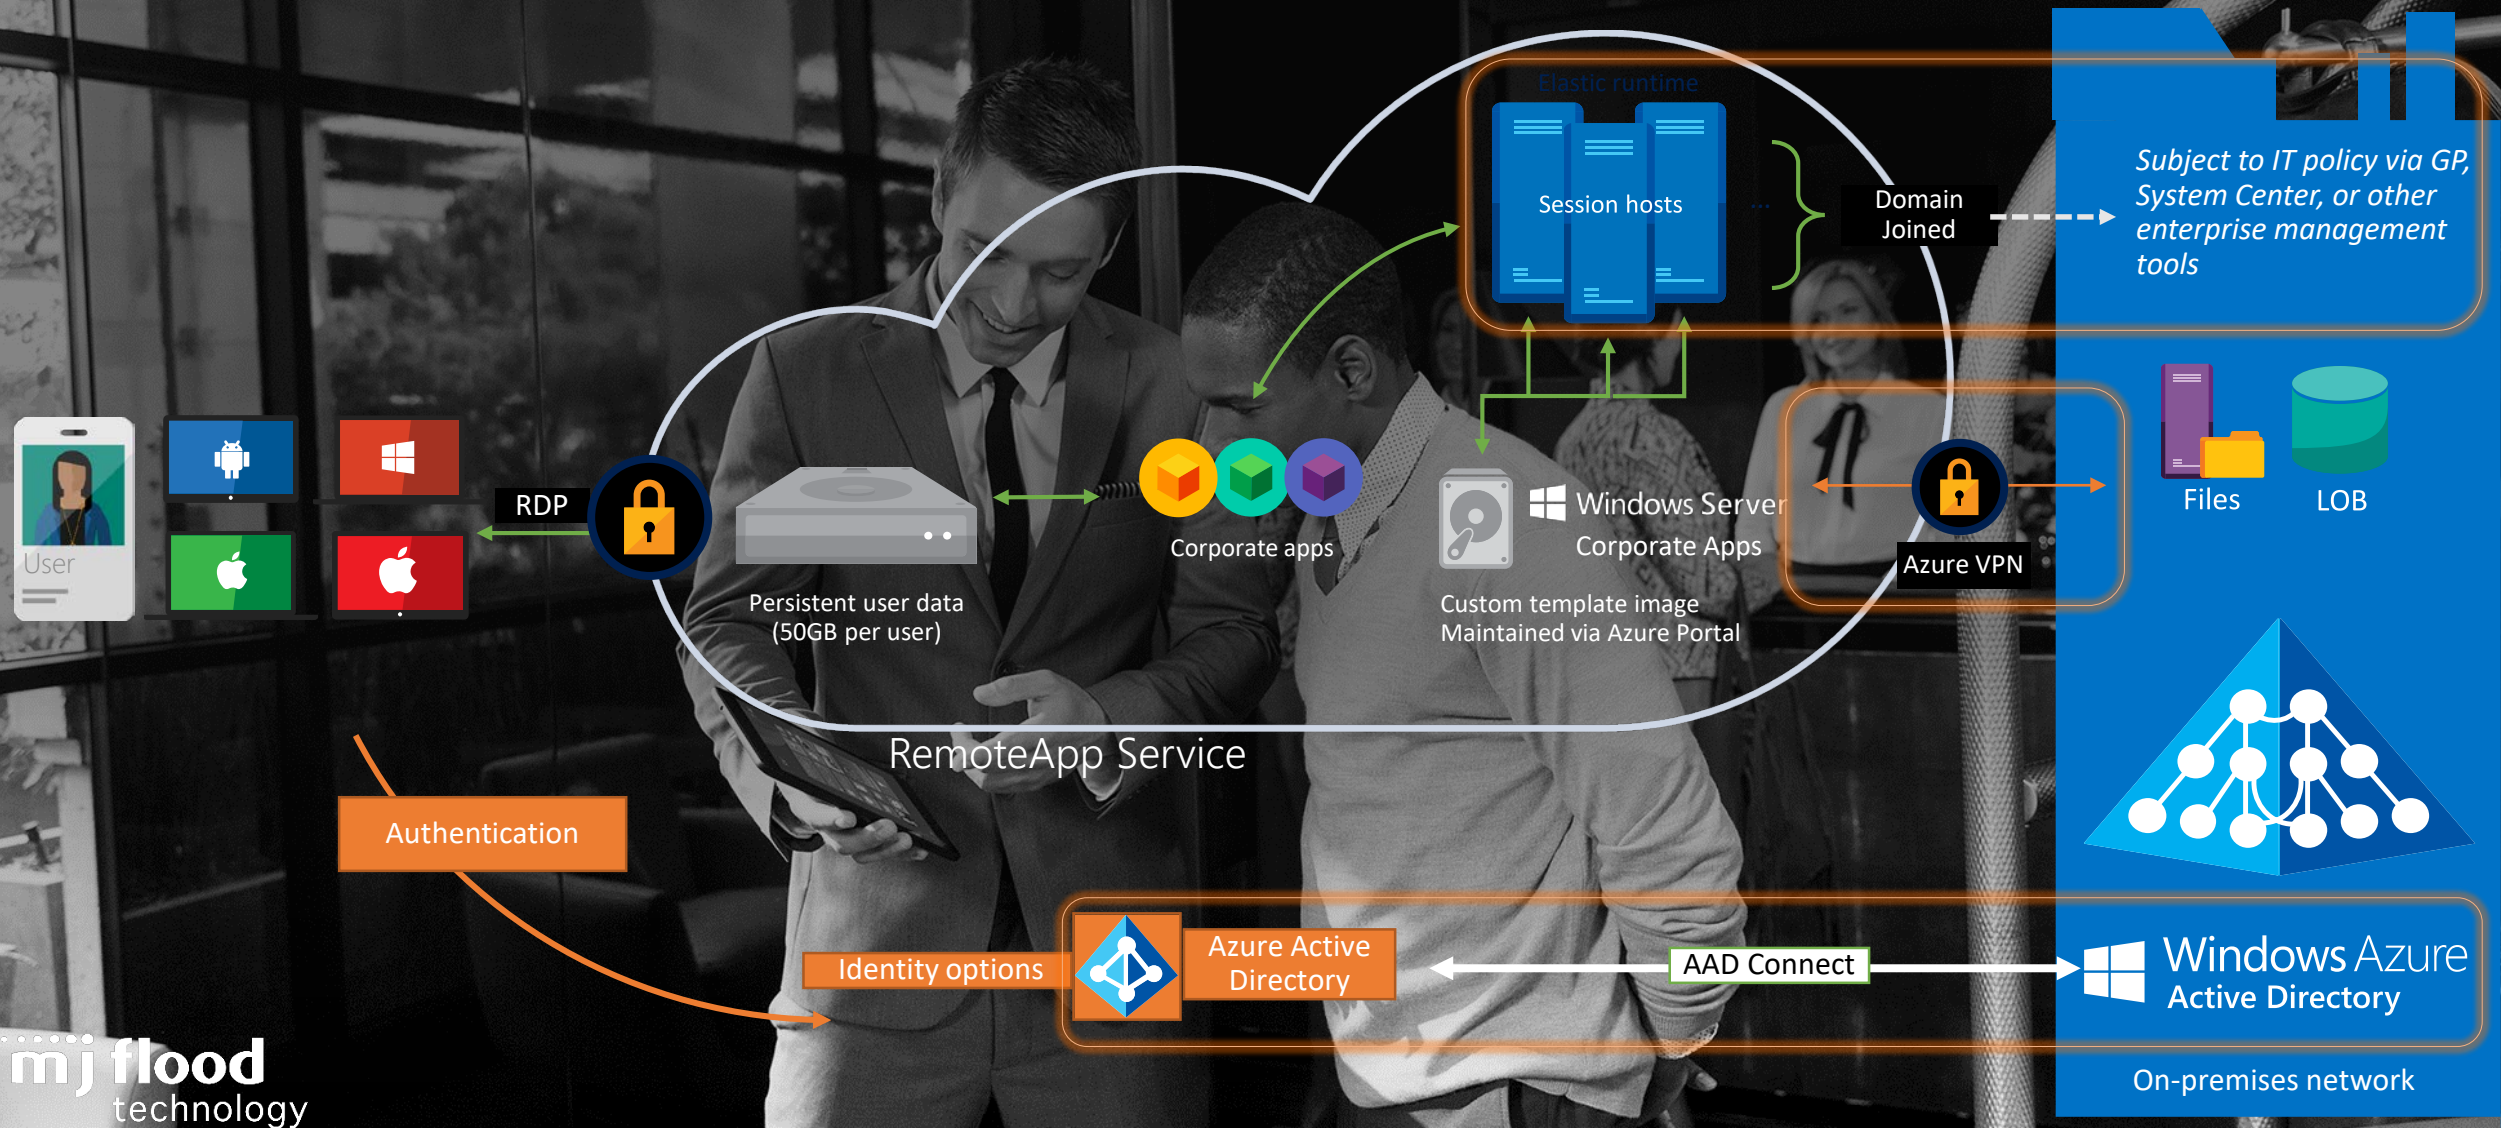 Elastic runtime
Session hosts
...
Domain
Joined
Subject to IT policy via GP,
System Center, or other
enterprise management
tools
User
RDP
Persistent user data
(50GB per user)
Corporate apps
Windows Server
Corporate Apps
Custom template image
Maintained via Azure Portal
Azure VPN
Files
LOB
RemoteApp Service
Authentication
Identity options
Azure Active
Directory
AAD Connect
Windows Azure
Active Directory
On-premises network
mj flood
technology